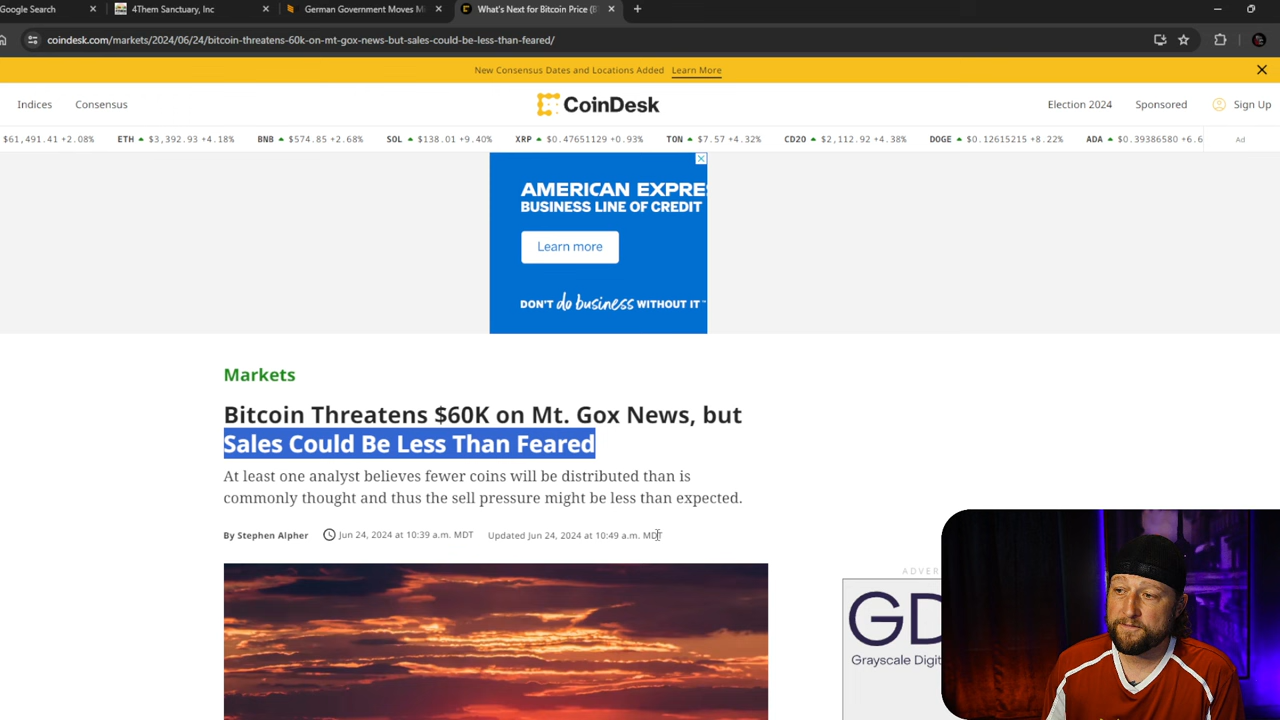 Google Search
4Them Sanctuary, Inc
German Government Moves M
What's Next for Bitcoin Price (B
coindesk.com/markets/2024/06/24/bitcoin-threatens-60k-on-mt-gox-news-but-sales-could-be-less-than-feared/
New Consensus Dates and Locations Added Learn More
Indices Consensus
CoinDesk
Election 2024 Sponsored Sign Up
$61,491.41 +2.08% ETH $3,392.93 +4.18% BNB $574.85 +2.68% SOL $138.01 +9.40% XRP $0.47651129 +0.93% TON $7.57 +4.32% CD20 $2,112.92 +4.38% DOGE $0.12615215 +8.22% ADA $0.39386580 +6.6
Ad
AMERICAN EXPRE
BUSINESS LINE OF CREDIT
Learn more
DON'T do business WITHOUT IT™
Markets
Bitcoin Threatens $60K on Mt. Gox News, but
Sales Could Be Less Than Feared
At least one analyst believes fewer coins will be distributed than is
commonly thought and thus the sell pressure might be less than expected.
By Stephen Alpher Jun 24, 2024 at 10:39 a.m. MDT Updated Jun 24, 2024 at 10:49 a.m. MDT
ADVER
GD
Grayscale Digit